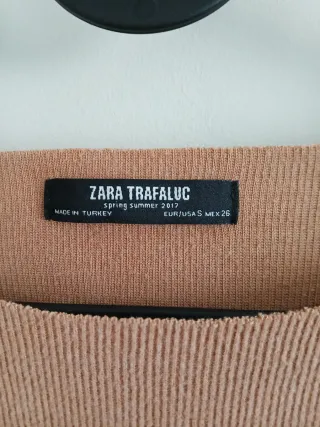 ZARA TRAFALUC
spring summer 2017
MADE IN TURKEY EUR/USA S MEX 26